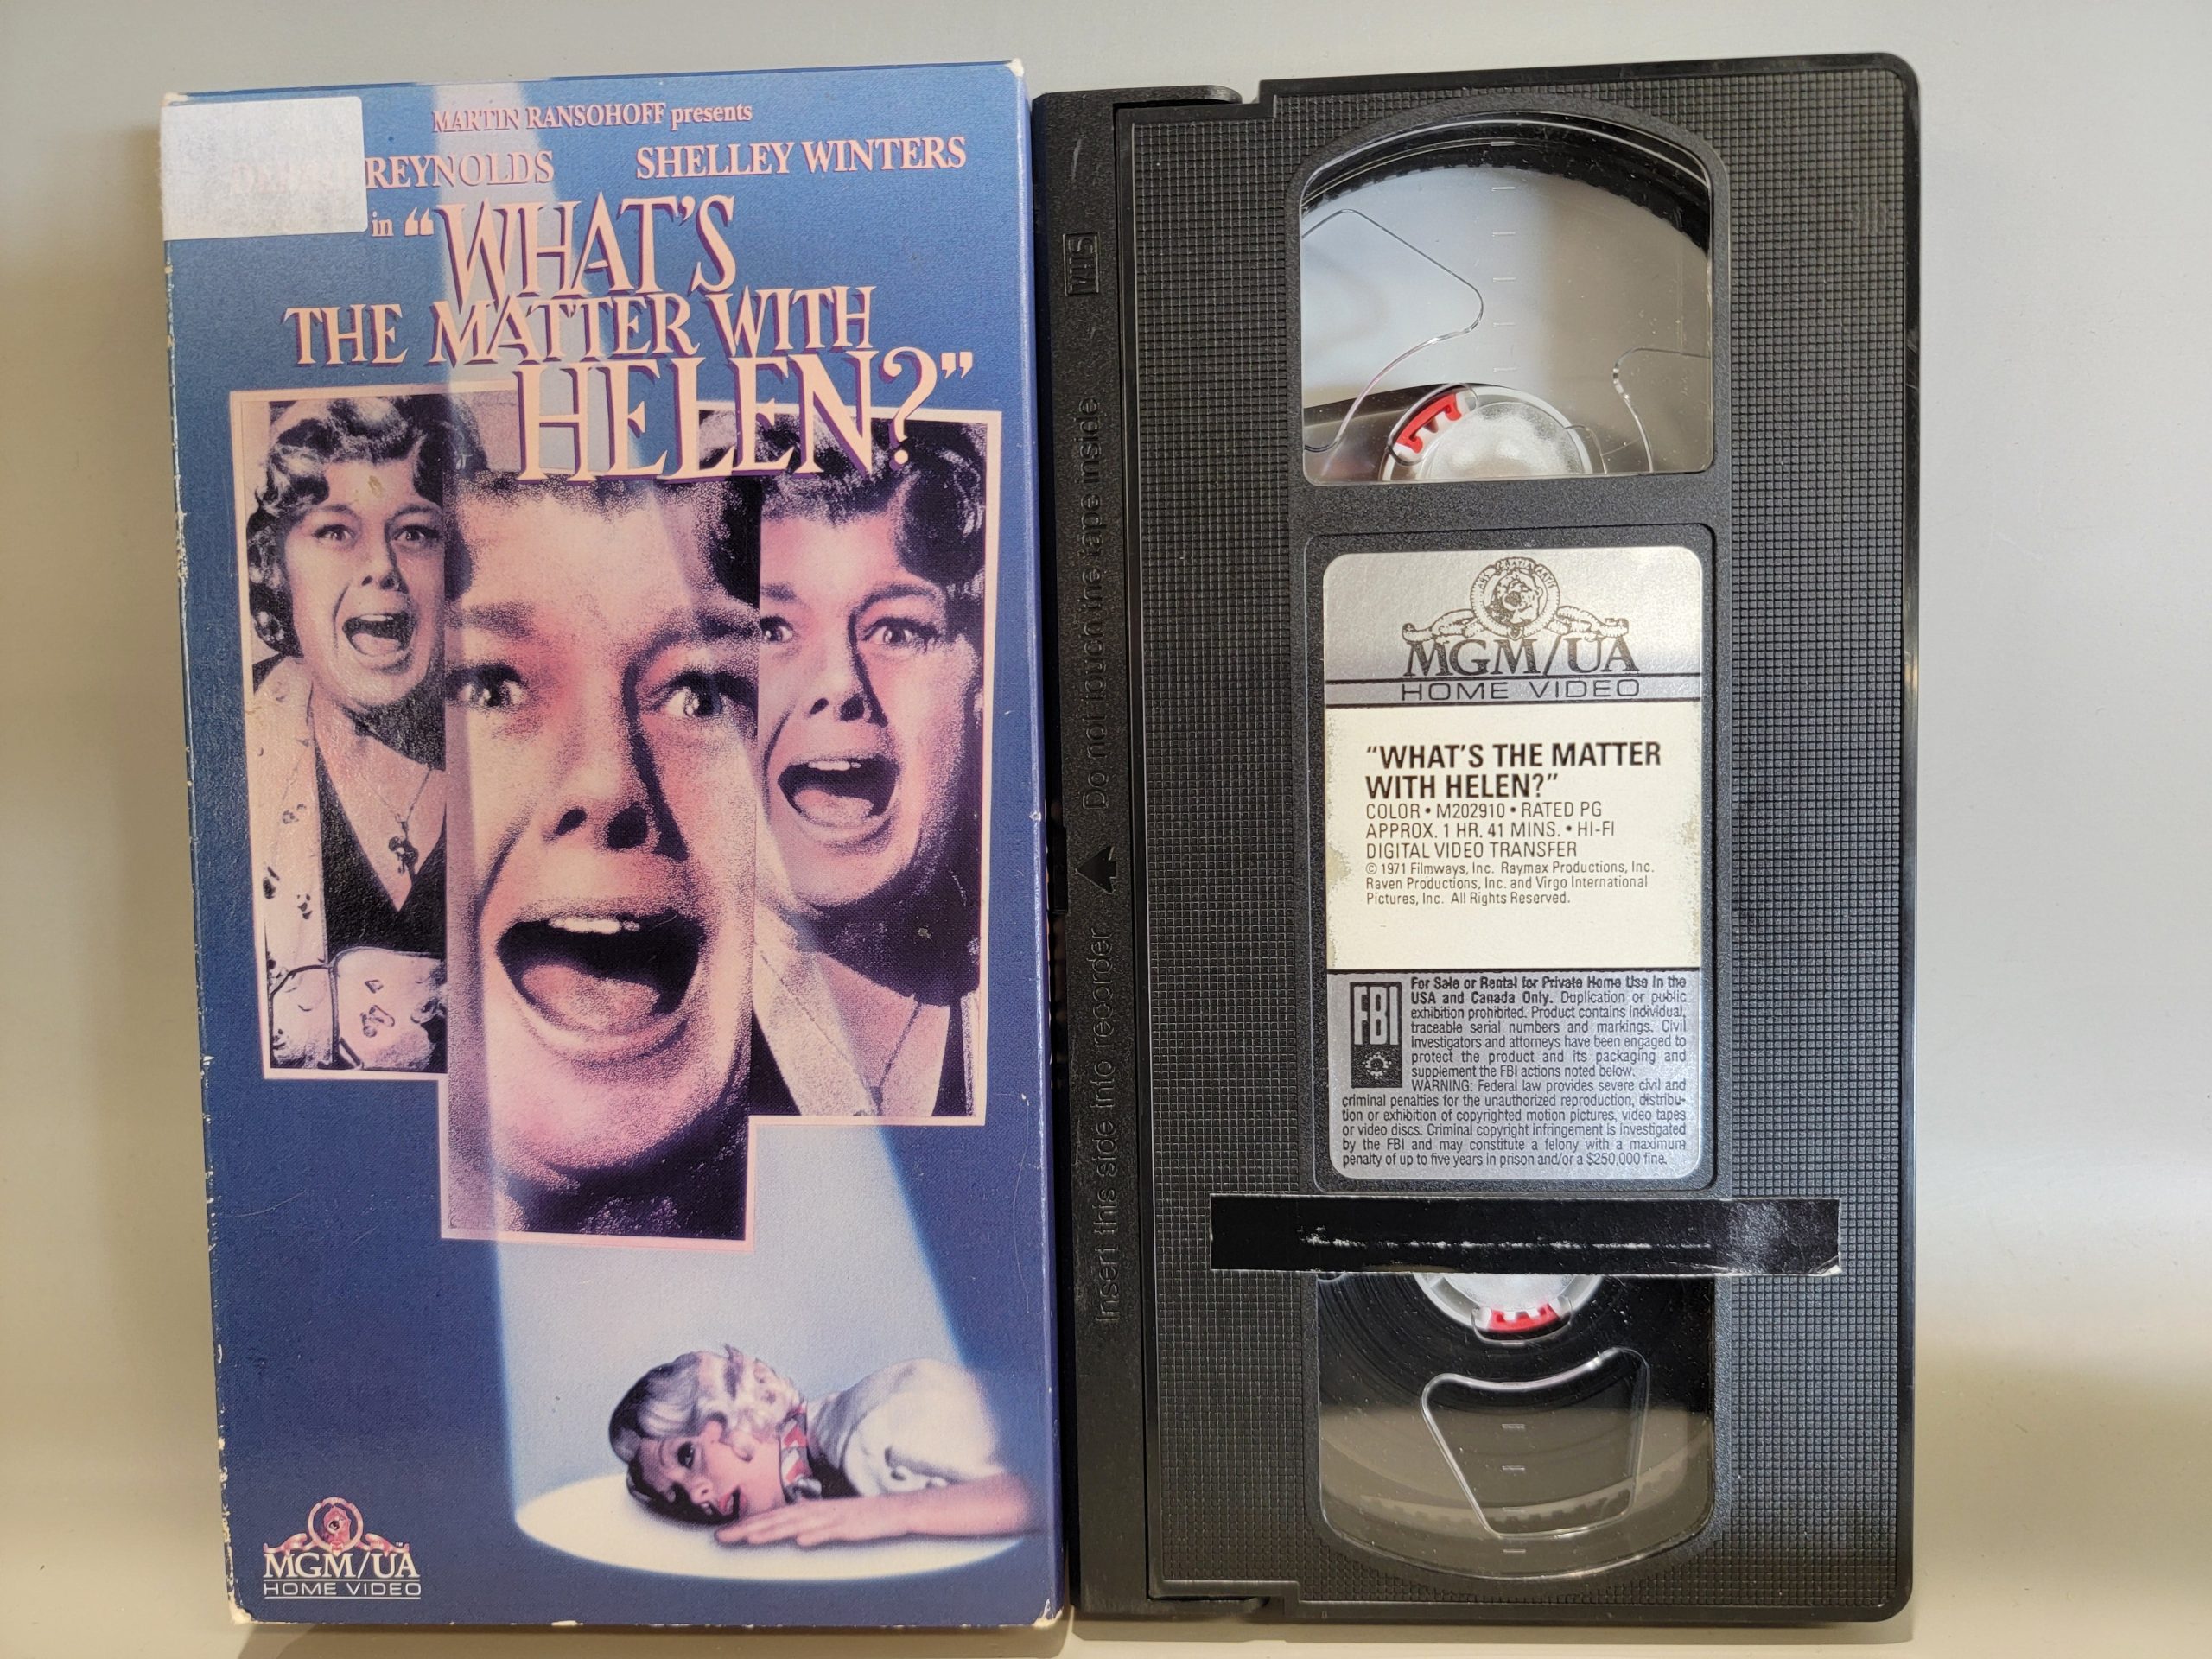 MARTIN RANSOHOFF presents
REYNOLDS SHELLEY WINTERS
in "WHAT'S
THE MATTER WITH
HELEN?"
MGM/UA
HOME VIDEO
VHS
Do not touch the tape inside
Insert this side into recorder
ARS GRATIA ARTIS
MGM/UA
HOME VIDEO
"WHAT'S THE MATTER
WITH HELEN?"
COLOR • M202910 • RATED PG
APPROX. 1 HR. 41 MINS. • HI-FI
DIGITAL VIDEO TRANSFER
© 1971 Filmways, Inc. Raymax Productions, Inc.
Raven Productions, Inc. and Virgo International
Pictures, Inc. All Rights Reserved.
FBI
For Sale or Rental for Private Home Use in the
USA and Canada Only. Duplication or public
exhibition prohibited. Product contains individual,
traceable serial numbers and markings. Civil
investigators and attorneys have been engaged to
protect the product and its packaging and
supplement the FBI actions noted below.
WARNING: Federal law provides severe civil and
criminal penalties for the unauthorized reproduction, distribu-
tion or exhibition of copyrighted motion pictures, video tapes
or video discs. Criminal copyright infringement is investigated
by the FBI and may constitute a felony with a maximum
penalty of up to five years in prison and/or a $250,000 fine.